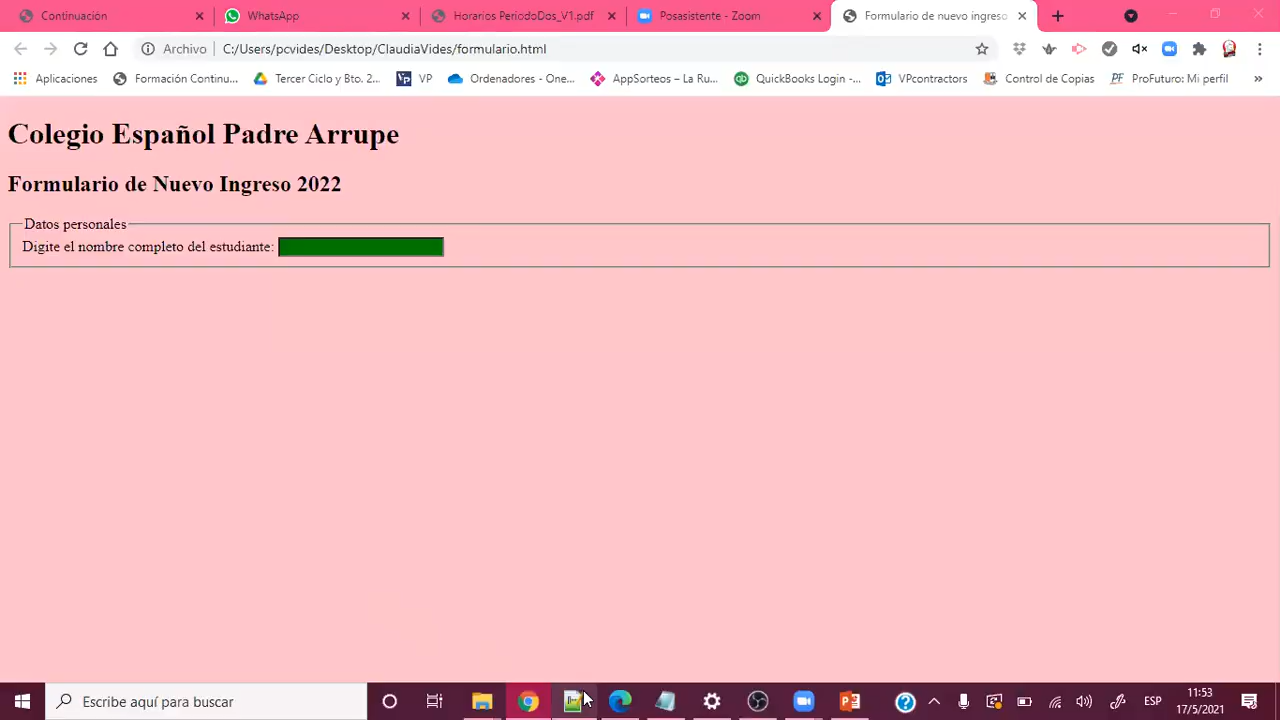 Continuación
WhatsApp
Horarios PeriodoDos_V1.pdf
Posasistente - Zoom
Formulario de nuevo ingreso
Archivo
C:/Users/pcvides/Desktop/ClaudiaVides/formulario.html
Aplicaciones
Formación Continu...
Tercer Ciclo y Bto. 2...
VP
Ordenadores - One...
AppSorteos – La Ru...
QuickBooks Login -...
VPcontractors
Control de Copias
PF ProFuturo: Mi perfil
»
Colegio Español Padre Arrupe
Formulario de Nuevo Ingreso 2022
Datos personales
Digite el nombre completo del estudiante:
Escribe aquí para buscar
ESP
11:53
17/5/2021